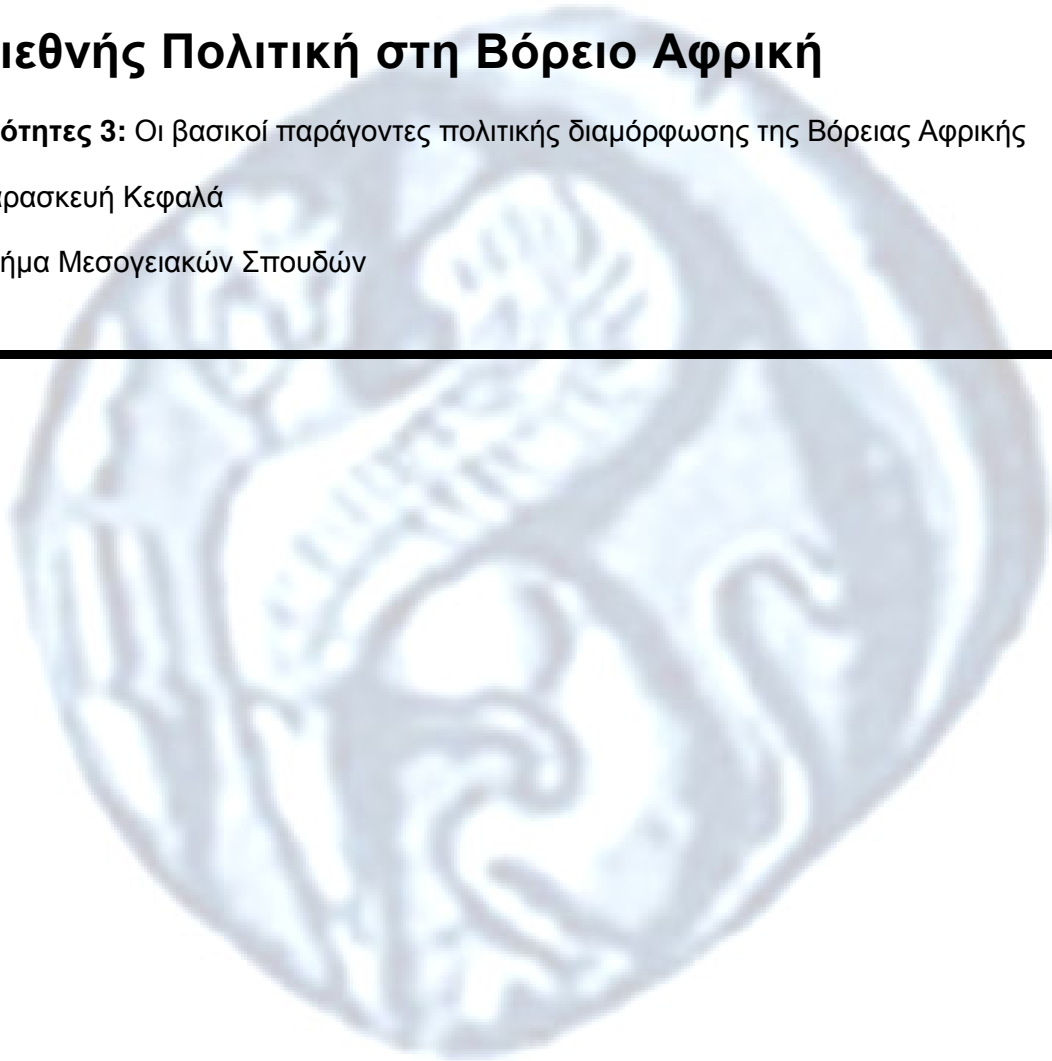 ιεθνής Πολιτική στη Βόρειο Αφρική
ότητες 3: Οι βασικοί παράγοντες πολιτικής διαμόρφωσης της Βόρειας Αφρικής
ρασκευή Κεφαλά
ήμα Μεσογειακών Σπουδών